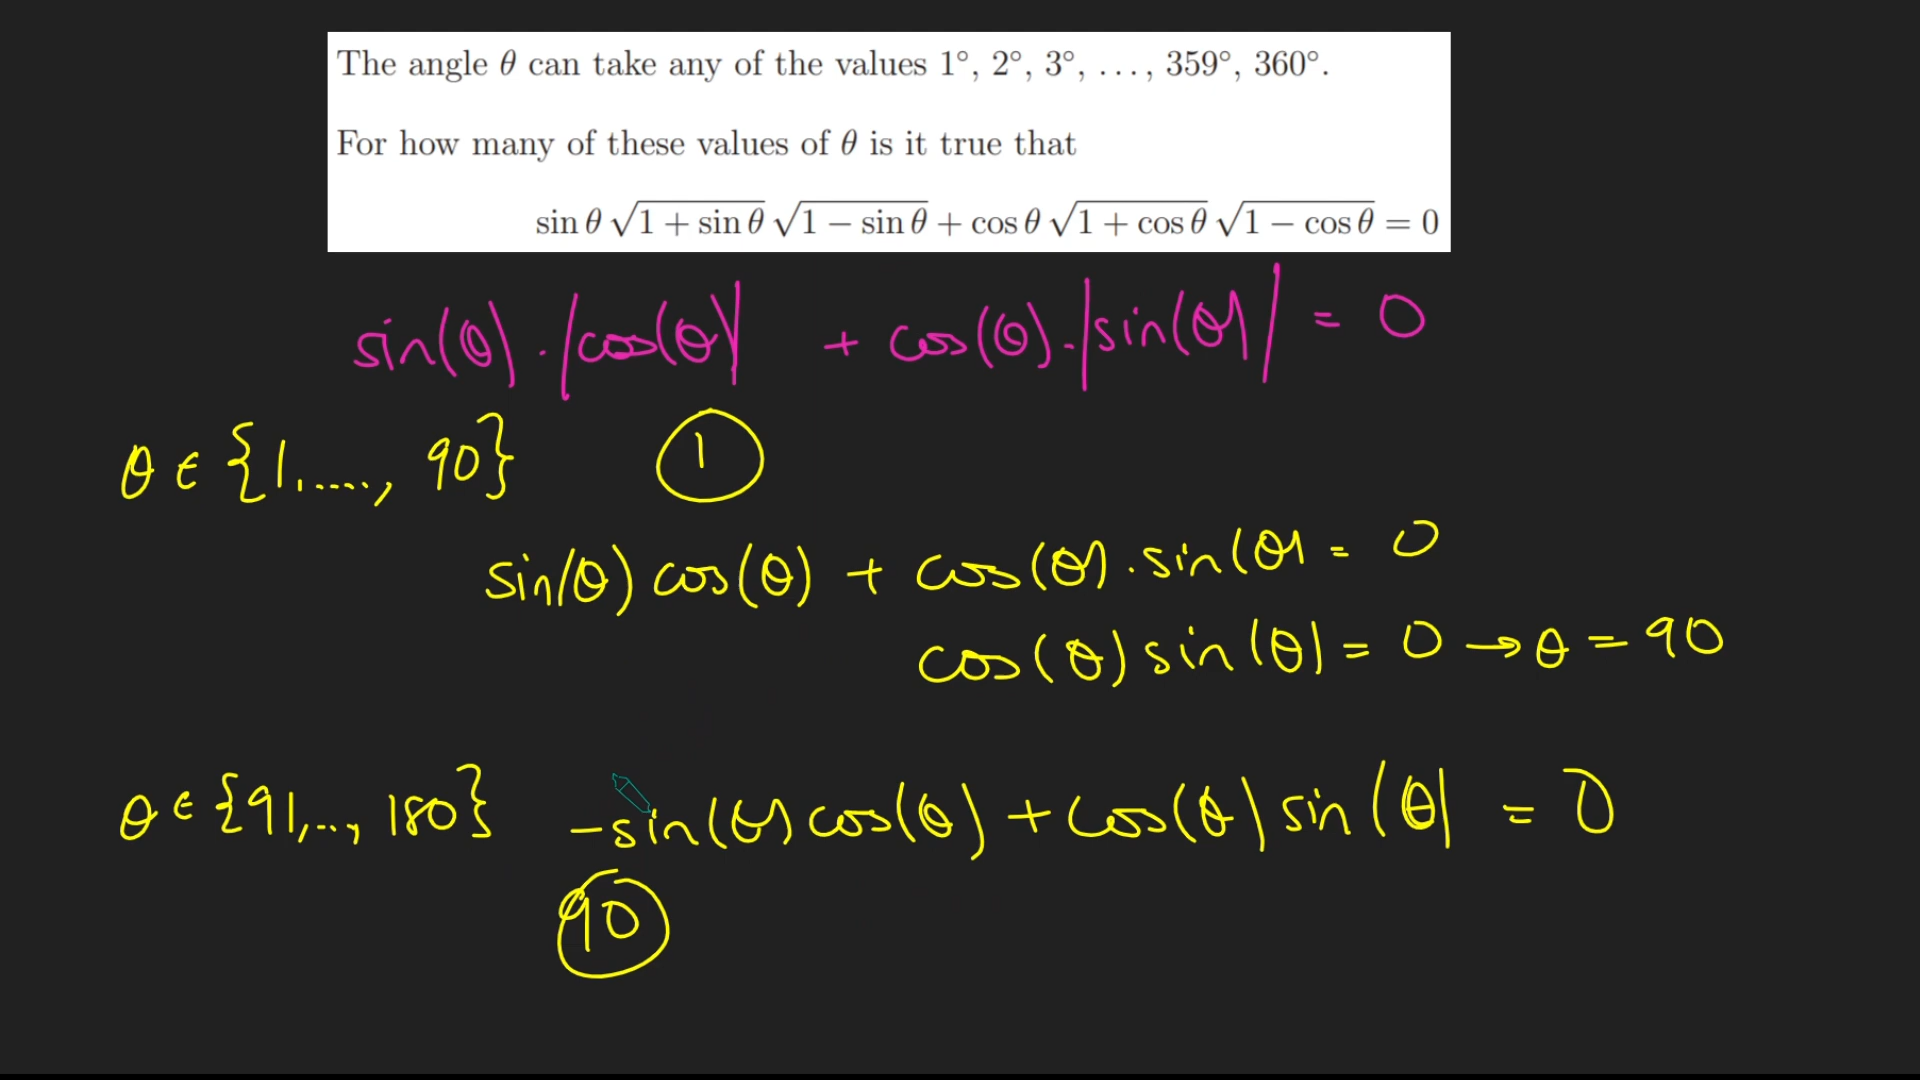 The angle θ can take any of the values 1°, 2°, 3°, ..., 359°, 360°.
For how many of these values of θ is it true that
sin θ √(1 + sin θ) √(1 − sin θ) + cos θ √(1 + cos θ) √(1 − cos θ) = 0
sin(θ) · |cos(θ)| + cos(θ) · |sin(θ)| = 0
θ ∈ {1, ...., 90} 1
sin(θ) cos(θ) + cos(θ) · sin(θ) = 0
cos(θ) sin(θ) = 0 → θ = 90
θ ∈ {91, .., 180} −sin(θ) cos(θ) + cos(θ) sin(θ) = 0
90